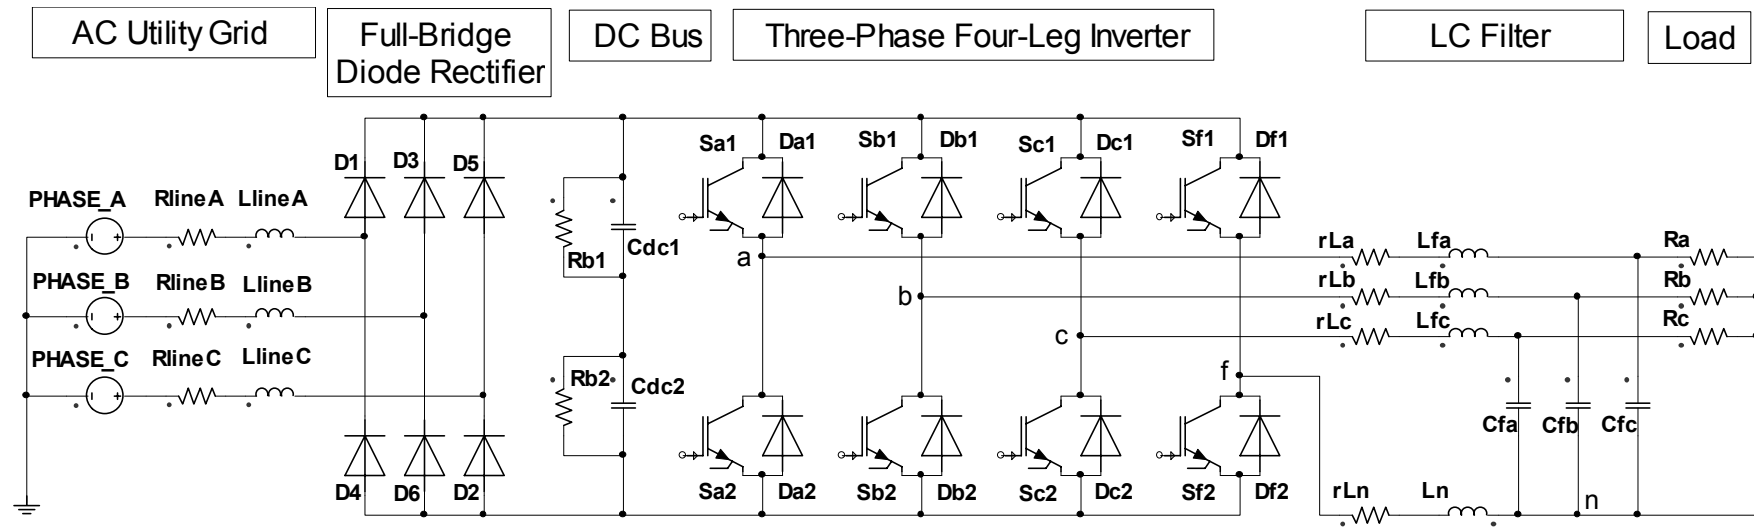 AC Utility Grid
Full-Bridge
Diode Rectifier
DC Bus
Three-Phase Four-Leg Inverter
LC Filter
Load
Sa1 Da1 Sb1 Db1 Sc1 Dc1 Sf1 Df1
D1 D3 D5
PHASE_A RlineA LlineA
Rb1 Cdc1
a
rLa Lfa Ra
PHASE_B RlineB LlineB
b
rLb Lfb Rb
c
rLc Lfc Rc
PHASE_C RlineC LlineC
Rb2 Cdc2
f
Cfa Cfb Cfc
D4 D6 D2
Sa2 Da2 Sb2 Db2 Sc2 Dc2 Sf2 Df2
rLn Ln n